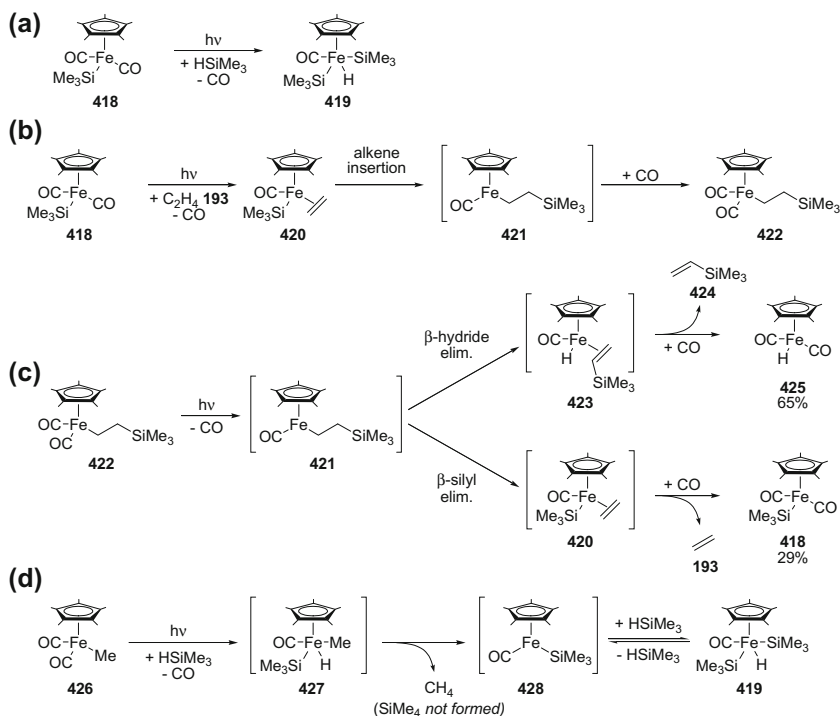 (a)
OC Fe CO Me3Si
418
hν
+ HSiMe3
- CO
OC Fe SiMe3 Me3Si H
419
(b)
OC Fe CO Me3Si
418
hν
+ C2H4 193
- CO
OC Fe Me3Si
420
alkene
insertion
Fe OC SiMe3
421
+ CO
OC Fe OC SiMe3
422
(c)
OC Fe OC SiMe3
422
hν
- CO
Fe OC SiMe3
421
β-hydride
elim.
OC Fe H SiMe3
423
SiMe3
424
+ CO
OC Fe CO H
425
65%
β-silyl
elim.
OC Fe Me3Si
420
+ CO
193
OC Fe CO Me3Si
418
29%
(d)
OC Fe OC Me
426
hν
+ HSiMe3
- CO
OC Fe Me Me3Si H
427
CH4
(SiMe4 not formed)
Fe OC SiMe3
428
+ HSiMe3
- HSiMe3
OC Fe SiMe3 Me3Si H
419